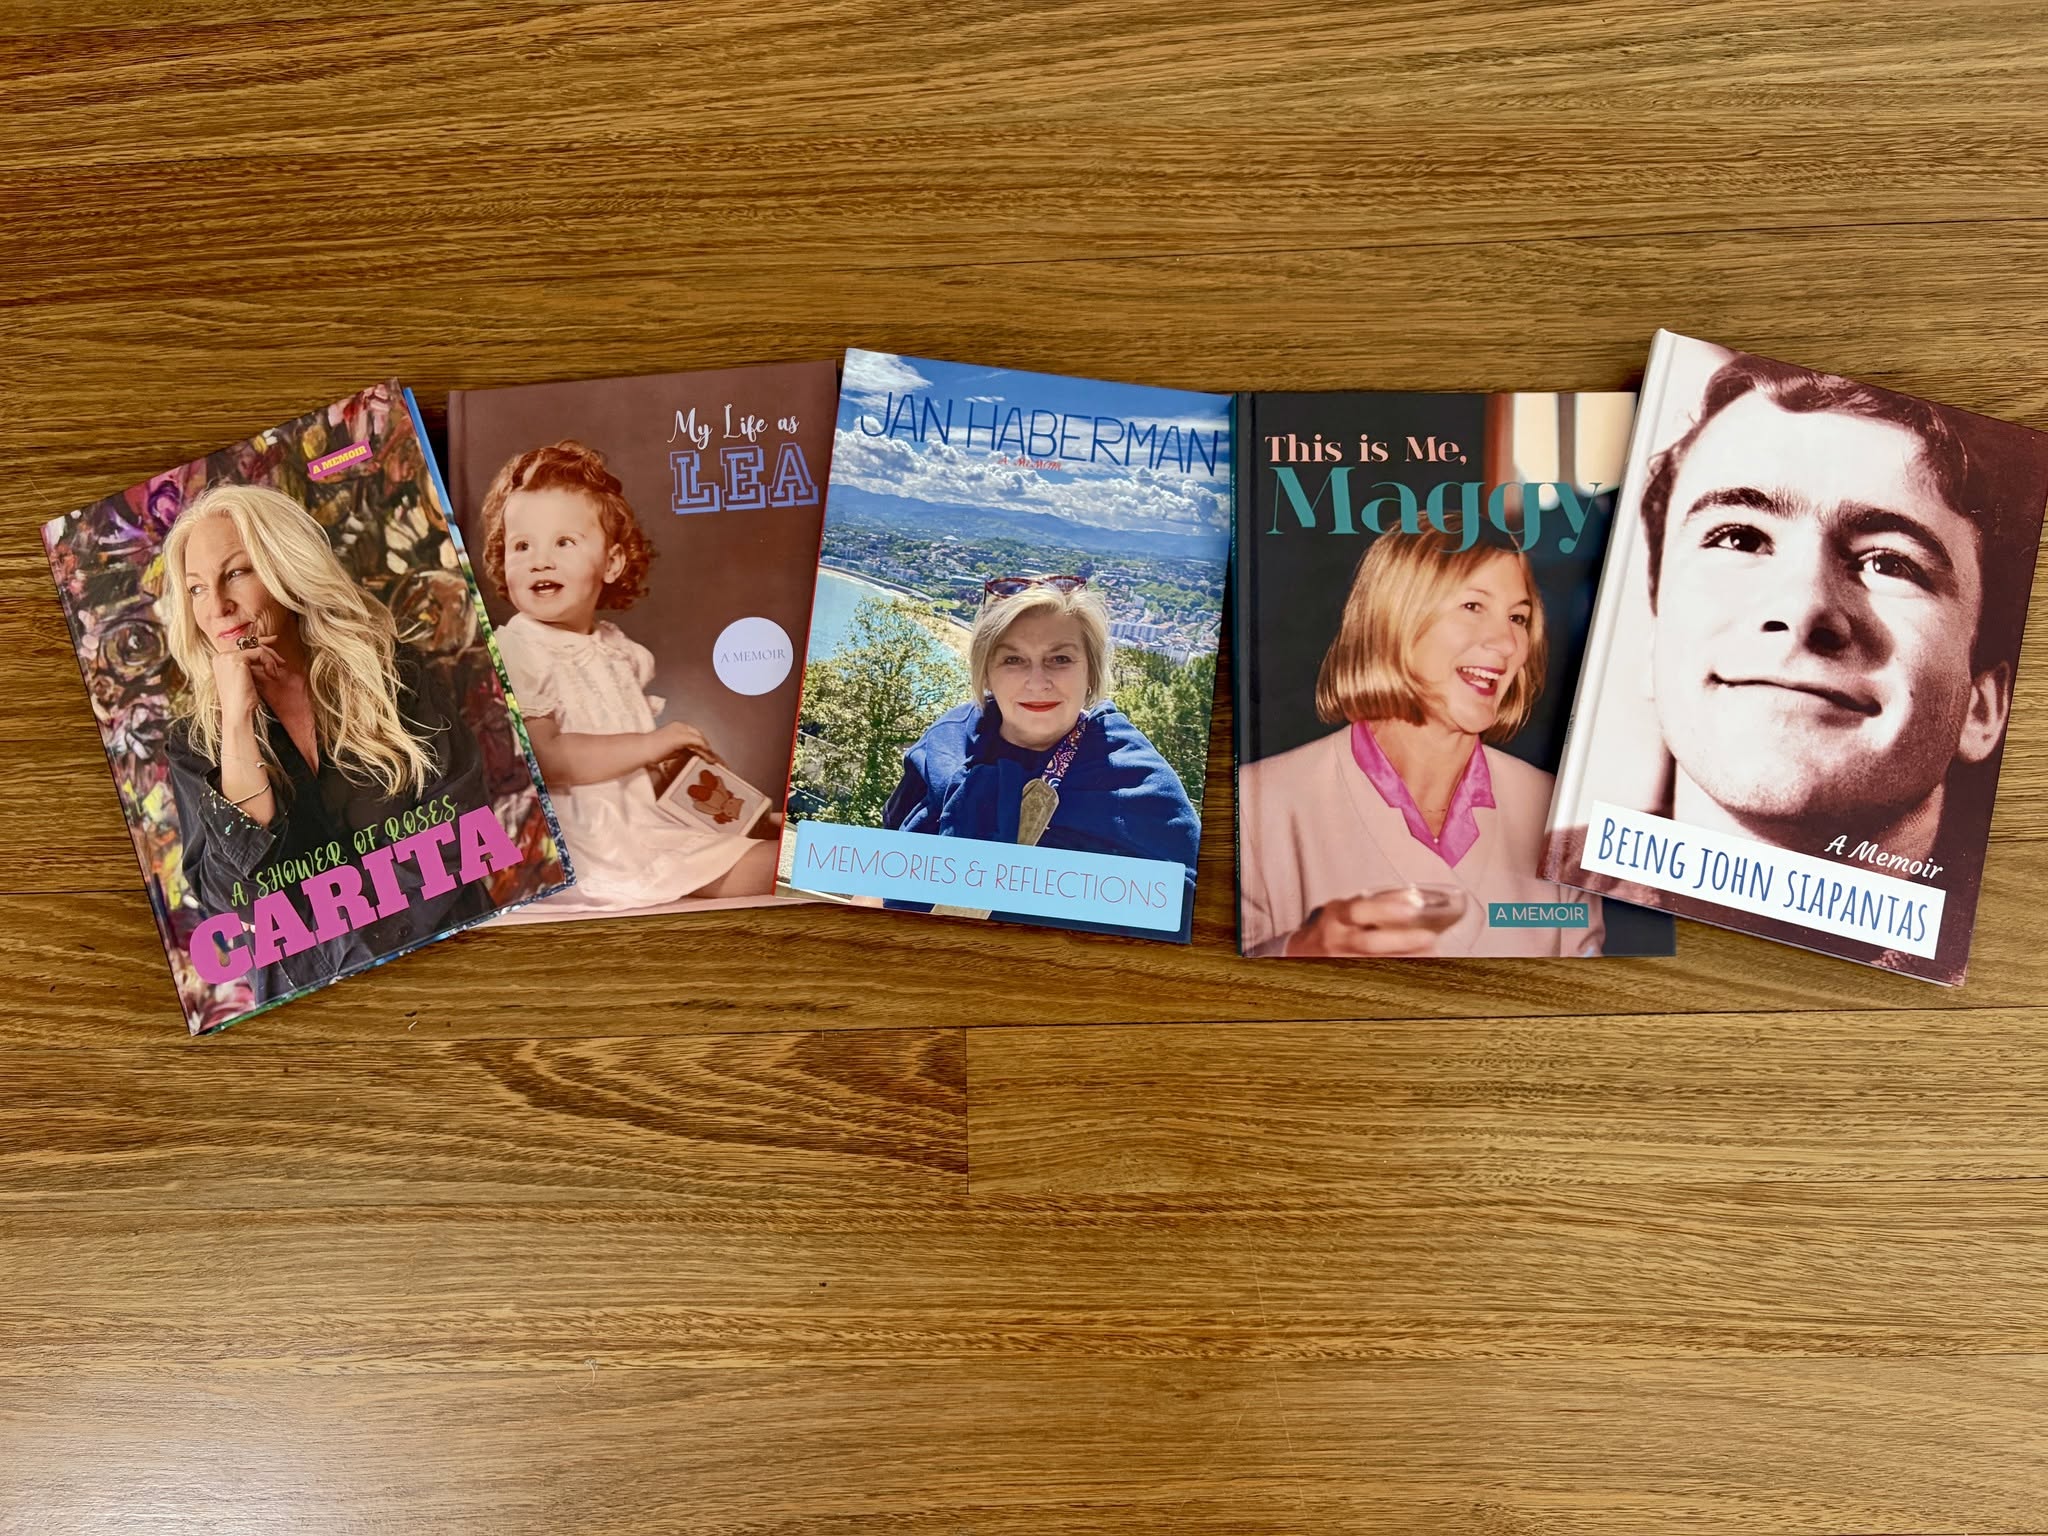 A MEMOIR
A SHOWER OF ROSES
CARITA
My Life as
LEA
A MEMOIR
JAN HABERMAN
A MEMOIR
MEMORIES & REFLECTIONS
This is Me,
Maggy
A MEMOIR
A Memoir
BEING JOHN SIAPANTAS